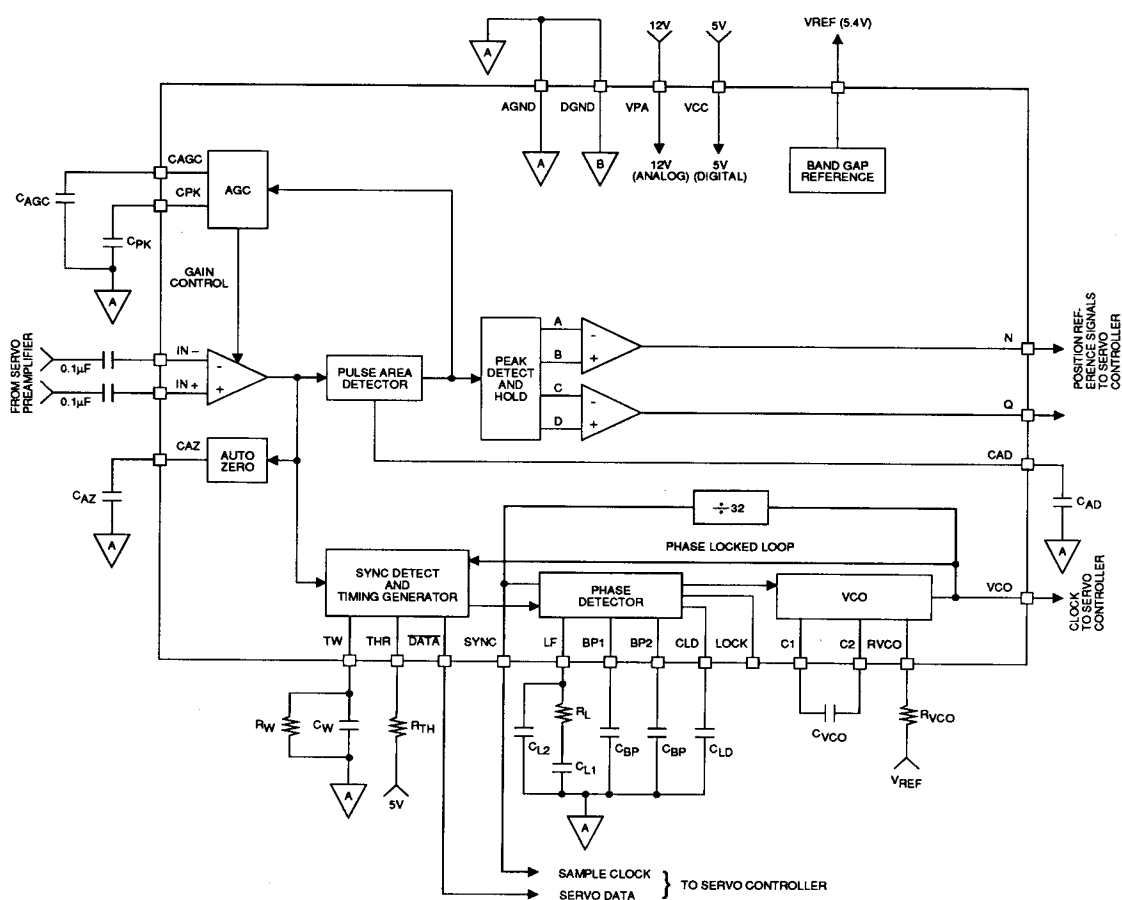 12V 5V VREF (5.4V)
A
AGND DGND VPA VCC
A B 12V 5V
(ANALOG) (DIGITAL)
BAND GAP
REFERENCE
CAGC
AGC
CPK
CAGC
CPK
A
GAIN
CONTROL
FROM SERVO
PREAMPLIFIER
0.1µF
0.1µF
IN –
IN +
-
+
PULSE AREA
DETECTOR
PEAK
DETECT
AND
HOLD
A
B
C
D
-
+
-
+
N
Q
POSITION REF-
ERENCE SIGNALS
TO SERVO
CONTROLLER
CAZ
AUTO
ZERO
CAZ
A
CAD
CAD
A
÷32
PHASE LOCKED LOOP
SYNC DETECT
AND
TIMING GENERATOR
PHASE
DETECTOR
VCO
VCO
CLOCK
TO SERVO
CONTROLLER
TW THR DATA SYNC LF BP1 BP2 CLD LOCK C1 C2 RVCO
RW CW RTH
CL2 RL CL1 CBP CBP CLD
CVCO RVCO
VREF
A
5V
A
SAMPLE CLOCK
SERVO DATA
} TO SERVO CONTROLLER